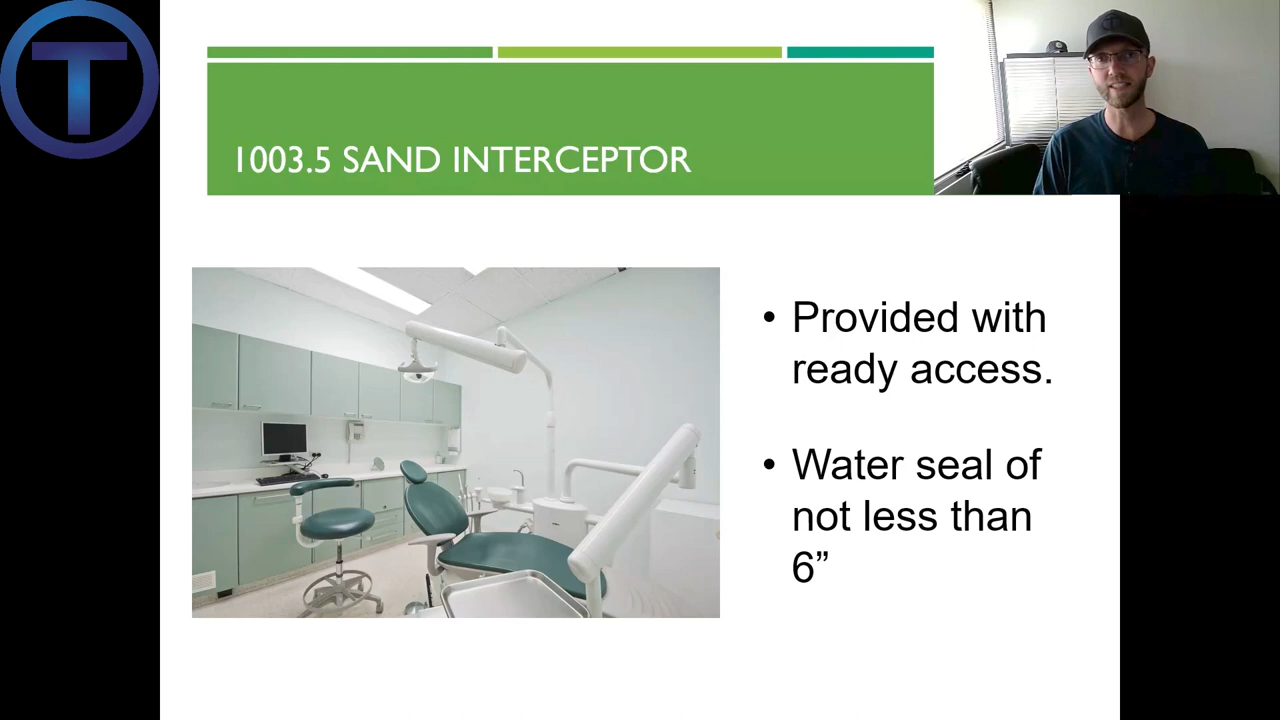 T
1003.5 SAND INTERCEPTOR
• Provided with
ready access.
• Water seal of
not less than
6”